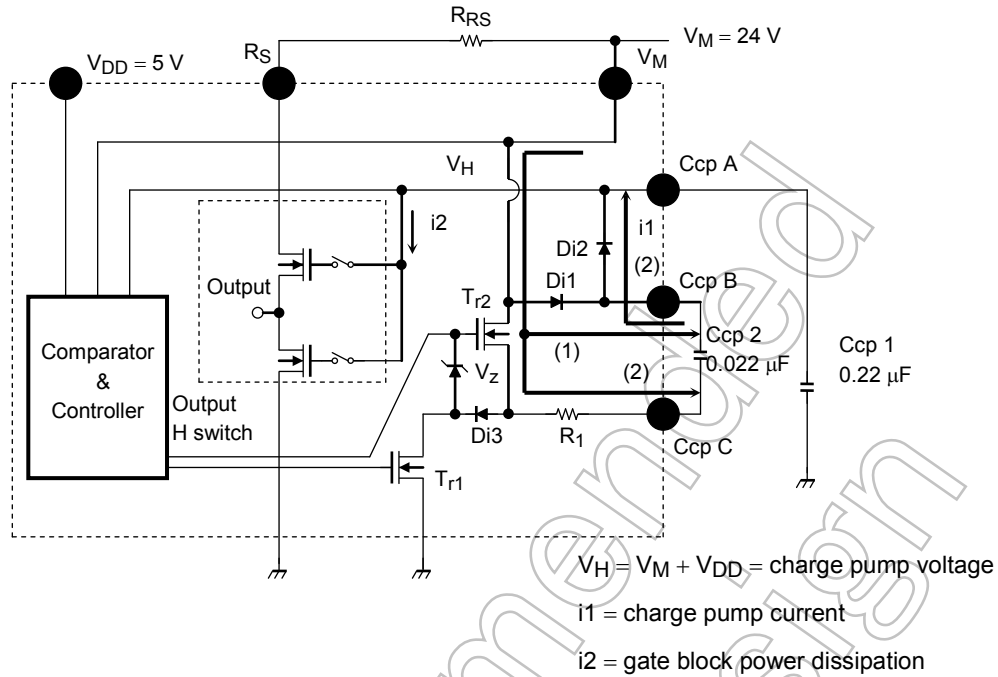 R_RS
V_M = 24 V
V_DD = 5 V
R_S
V_M
V_H
Ccp A
i2
i1
Di2
(2)
Di1
Ccp B
Output
T_r2
(1)
Ccp 2
0.022 μF
Ccp 1
0.22 μF
Comparator
&
Controller
V_Z
(2)
Output
H switch
Di3
R_1
Ccp C
T_r1
V_H = V_M + V_DD = charge pump voltage
i1 = charge pump current
i2 = gate block power dissipation